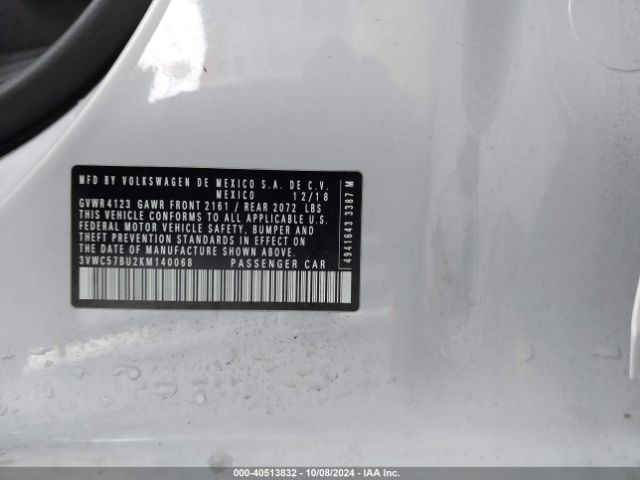 MFD BY VOLKSWAGEN DE MEXICO S.A. DE C.V.
MEXICO 12/18
GVWR4123 GAWR FRONT 2161 / REAR 2072 LBS
THIS VEHICLE CONFORMS TO ALL APPLICABLE U.S.
FEDERAL MOTOR VEHICLE SAFETY, BUMPER AND
THEFT PREVENTION STANDARDS IN EFFECT ON
THE DATE OF MANUFACTURE SHOWN ABOVE.
3VWC57BU2KM140068 PASSENGER CAR
4941643 3387 M
000-40513832 - 10/08/2024 - IAA Inc.